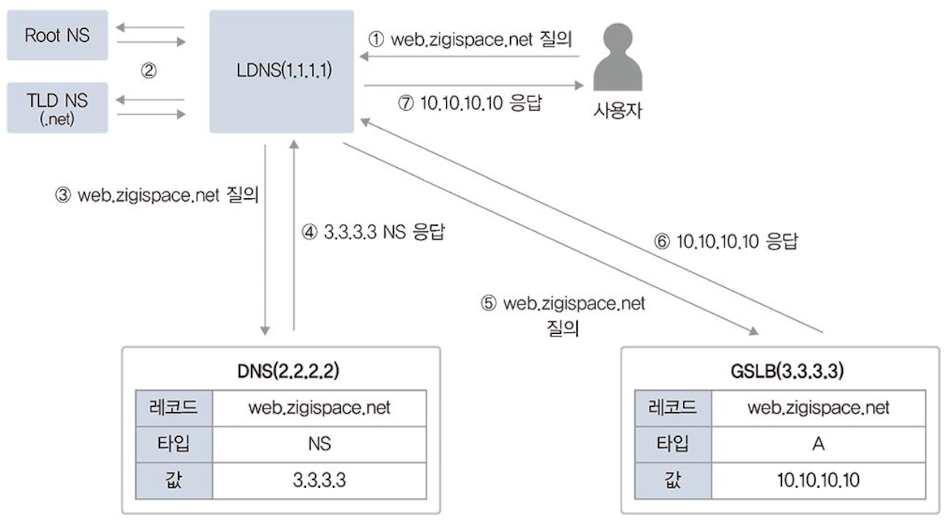 Root NS
TLD NS
(.net)
②
LDNS(1.1.1.1)
① web.zigispace.net 질의
⑦ 10.10.10.10 응답
사용자
③ web.zigispace.net 질의
④ 3.3.3.3 NS 응답
⑥ 10.10.10.10 응답
⑤ web.zigispace.net
질의
DNS(2.2.2.2)
레코드 web.zigispace.net
타입 NS
값 3.3.3.3
GSLB(3.3.3.3)
레코드 web.zigispace.net
타입 A
값 10.10.10.10